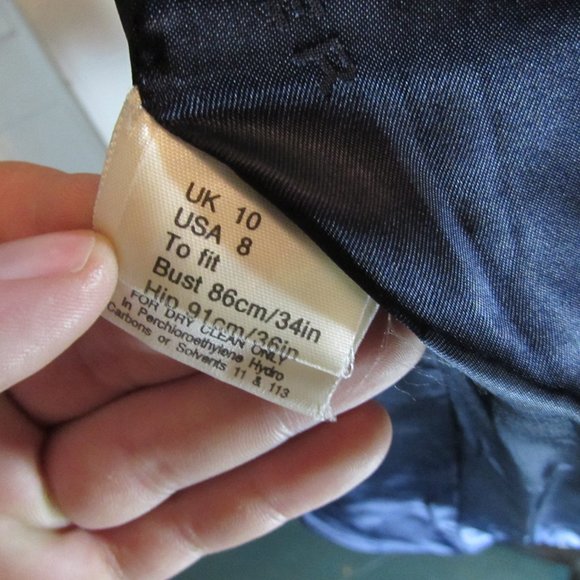 ER
UK 10
USA 8
To fit
Bust 86cm/34in
Hip 91cm/36in
FOR DRY CLEAN ONLY
in Perchloroethylene Hydro
Carbons or Solvents 11 & 113